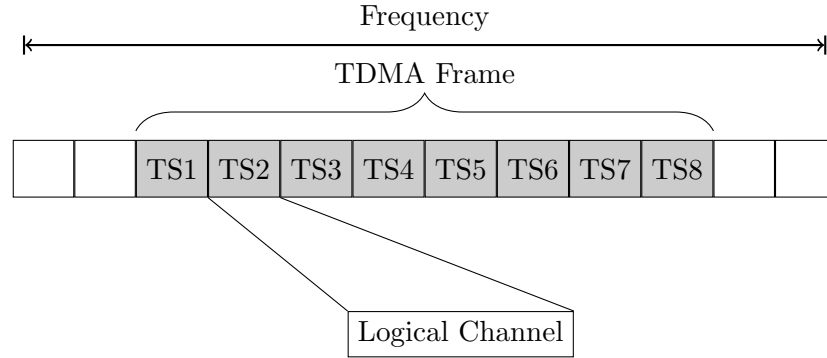 Frequency
TDMA Frame
TS1 TS2 TS3 TS4 TS5 TS6 TS7 TS8
Logical Channel